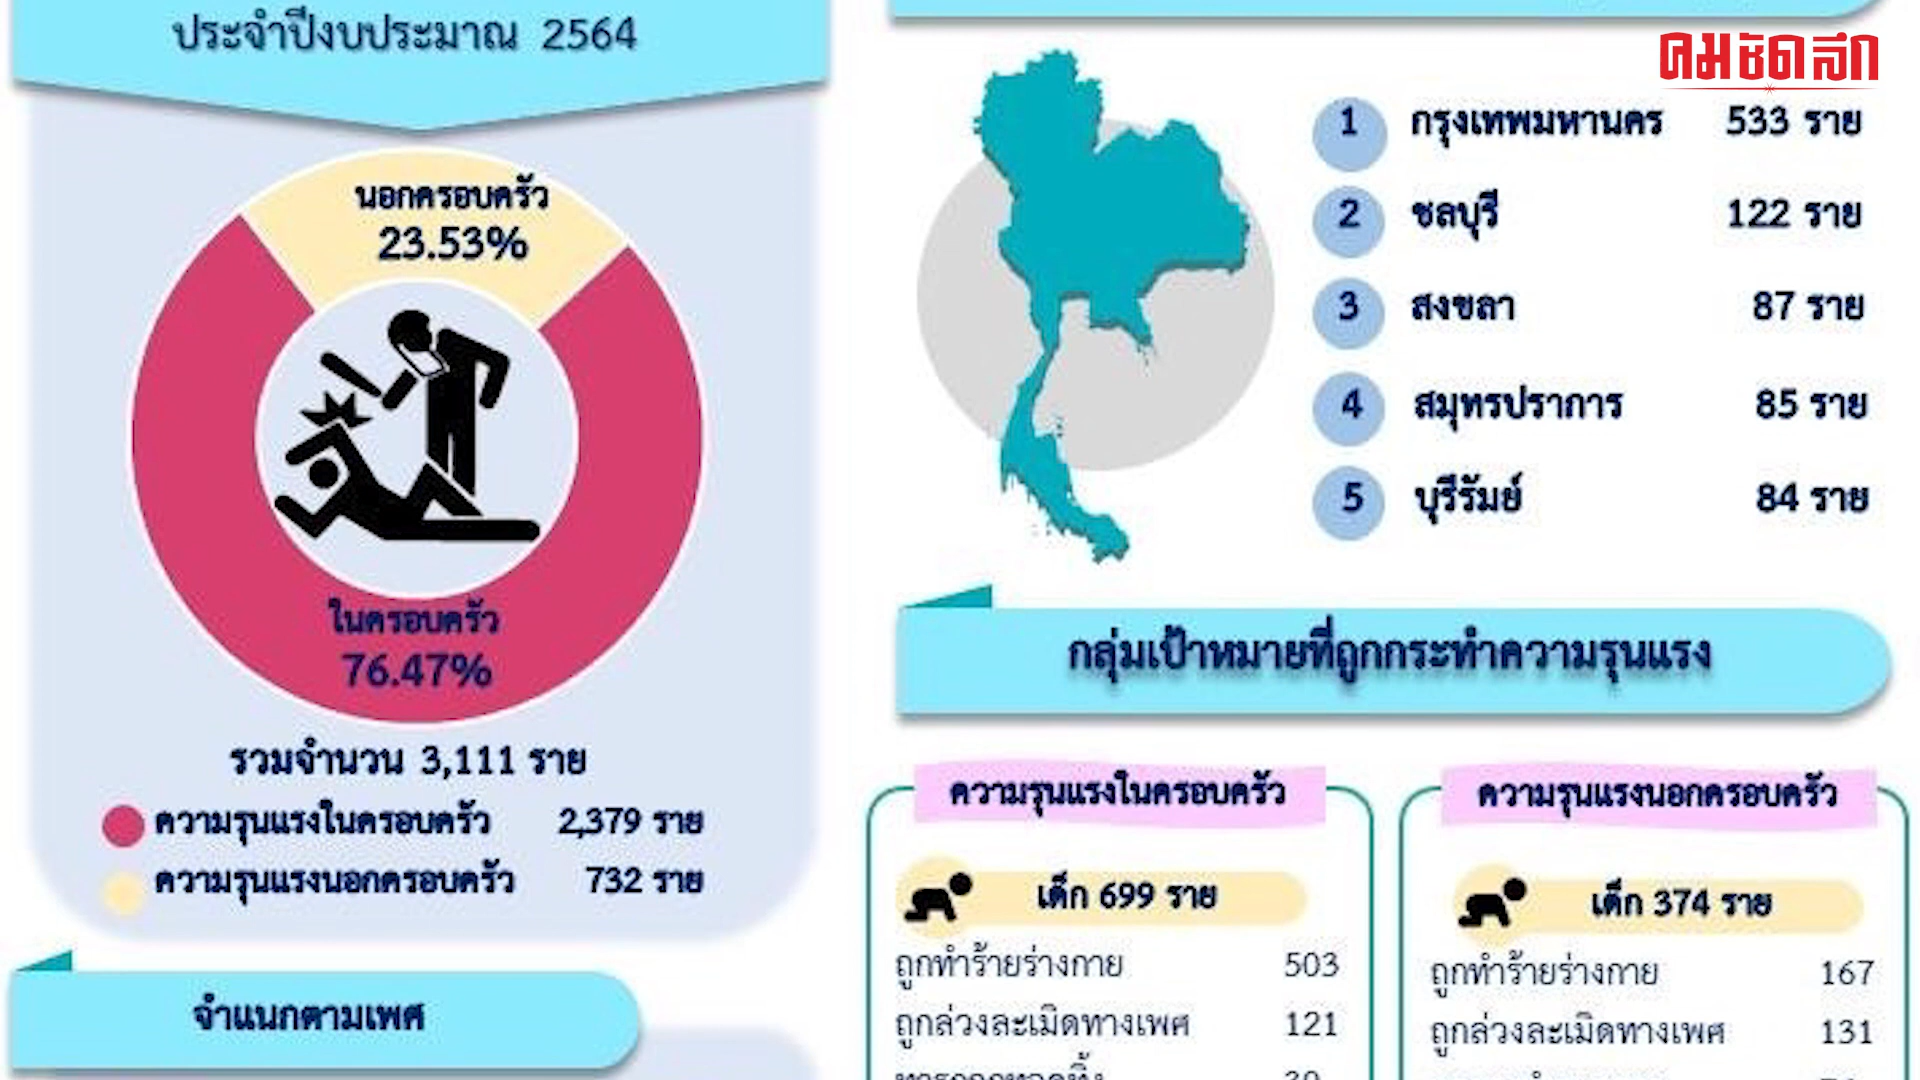 ประจำปีงบประมาณ 2564
นอกครอบครัว
23.53%
ในครอบครัว
76.47%
รวมจำนวน 3,111 ราย
ความรุนแรงในครอบครัว 2,379 ราย
ความรุนแรงนอกครอบครัว 732 ราย
จำแนกตามเพศ
คมชัดลึก
1 กรุงเทพมหานคร 533 ราย
2 ชลบุรี 122 ราย
3 สงขลา 87 ราย
4 สมุทรปราการ 85 ราย
5 บุรีรัมย์ 84 ราย
กลุ่มเป้าหมายที่ถูกกระทำความรุนแรง
ความรุนแรงในครอบครัว
เด็ก 699 ราย
ถูกทำร้ายร่างกาย 503
ถูกล่วงละเมิดทางเพศ 121
ความรุนแรงนอกครอบครัว
เด็ก 374 ราย
ถูกทำร้ายร่างกาย 167
ถูกล่วงละเมิดทางเพศ 131